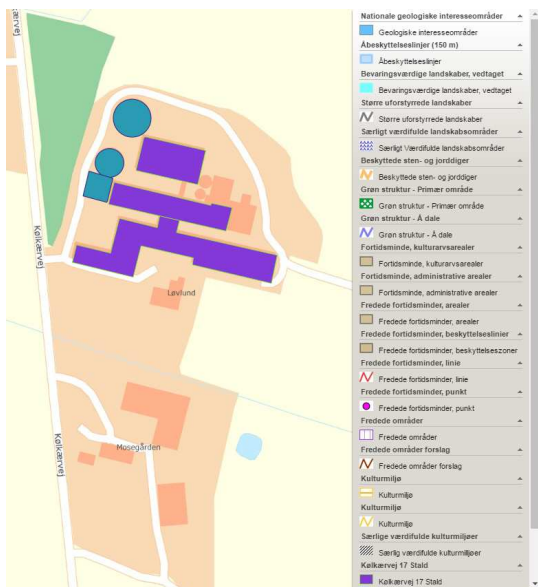 Kølkærvej
Kølkærvej
Løvlund
Kølkærvej
Kølkærvej
Mosegården
Nationale geologiske interesseområder
Geologiske interesseområder
Åbeskyttelseslinjer (150 m)
Åbeskyttelseslinjer
Bevaringsværdige landskaber, vedtaget
Bevaringsværdige landskaber, vedtaget
Større uforstyrrede landskaber
Større uforstyrrede landskaber
Særligt værdifulde landskabsområder
Særligt Værdifulde landskabsområder
Beskyttede sten- og jorddiger
Beskyttede sten- og jorddiger
Grøn struktur - Primær område
Grøn struktur - Primær område
Grøn struktur - Å dale
Grøn struktur - Å dale
Fortidsminde, kulturarvsarealer
Fortidsminde, kulturarvsarealer
Fortidsminde, administrative arealer
Fortidsminde, administrative arealer
Fredede fortidsminder, arealer
Fredede fortidsminder, arealer
Fredede fortidsminder, beskyttelseslinier
Fredede fortidsminder, beskyttelseszoner
Fredede fortidsminder, linie
Fredede fortidsminder, linie
Fredede fortidsminder, punkt
Fredede fortidsminder, punkt
Fredede områder
Fredede områder
Fredede områder forslag
Fredede områder forslag
Kulturmiljø
Kulturmiljø
Kulturmiljø
Kulturmiljø
Særlige værdifulde kulturmiljøer
Særlig værdifulde kulturmiljøer
Kølkærvej 17 Stald
Kølkærvej 17 Stald